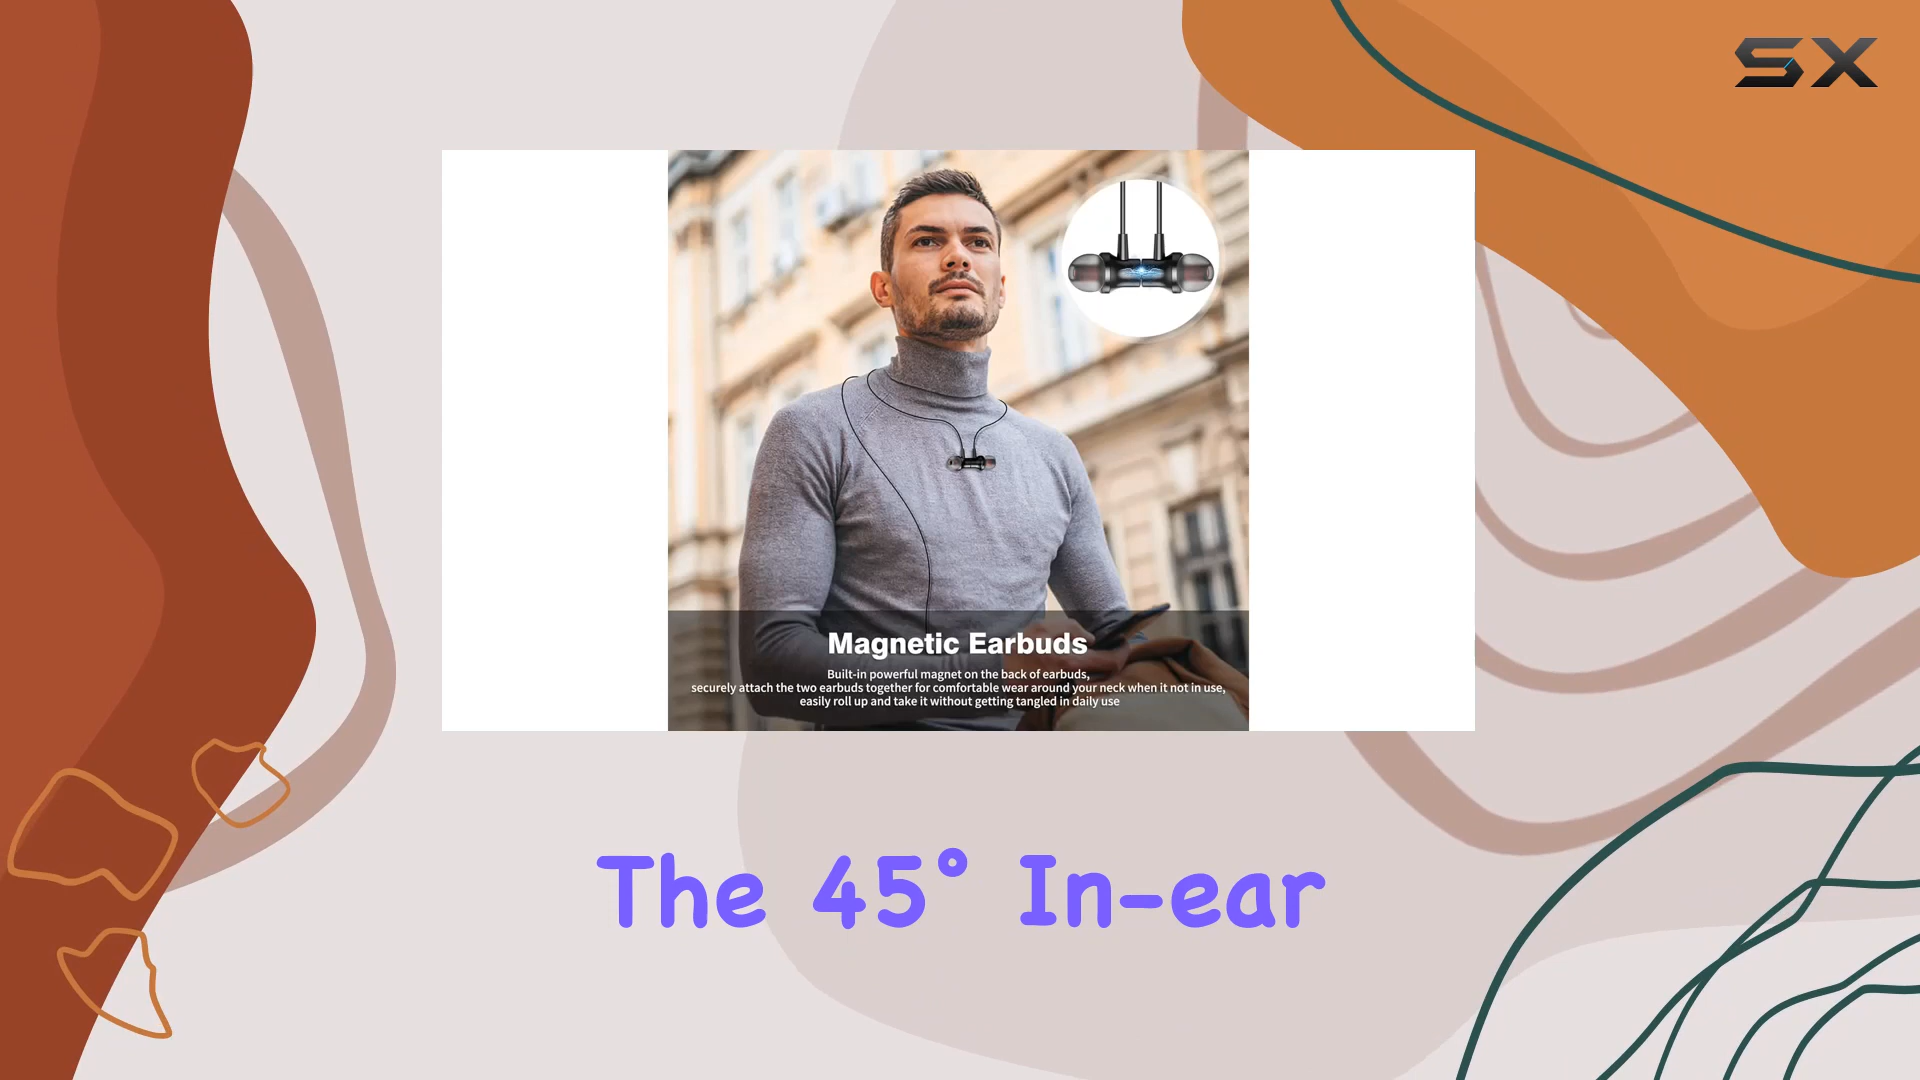 SX
Magnetic Earbuds
Built-in powerful magnet on the back of earbuds,
securely attach the two earbuds together for comfortable wear around your neck when it not in use,
easily roll up and take it without getting tangled in daily use
The 45° In-ear